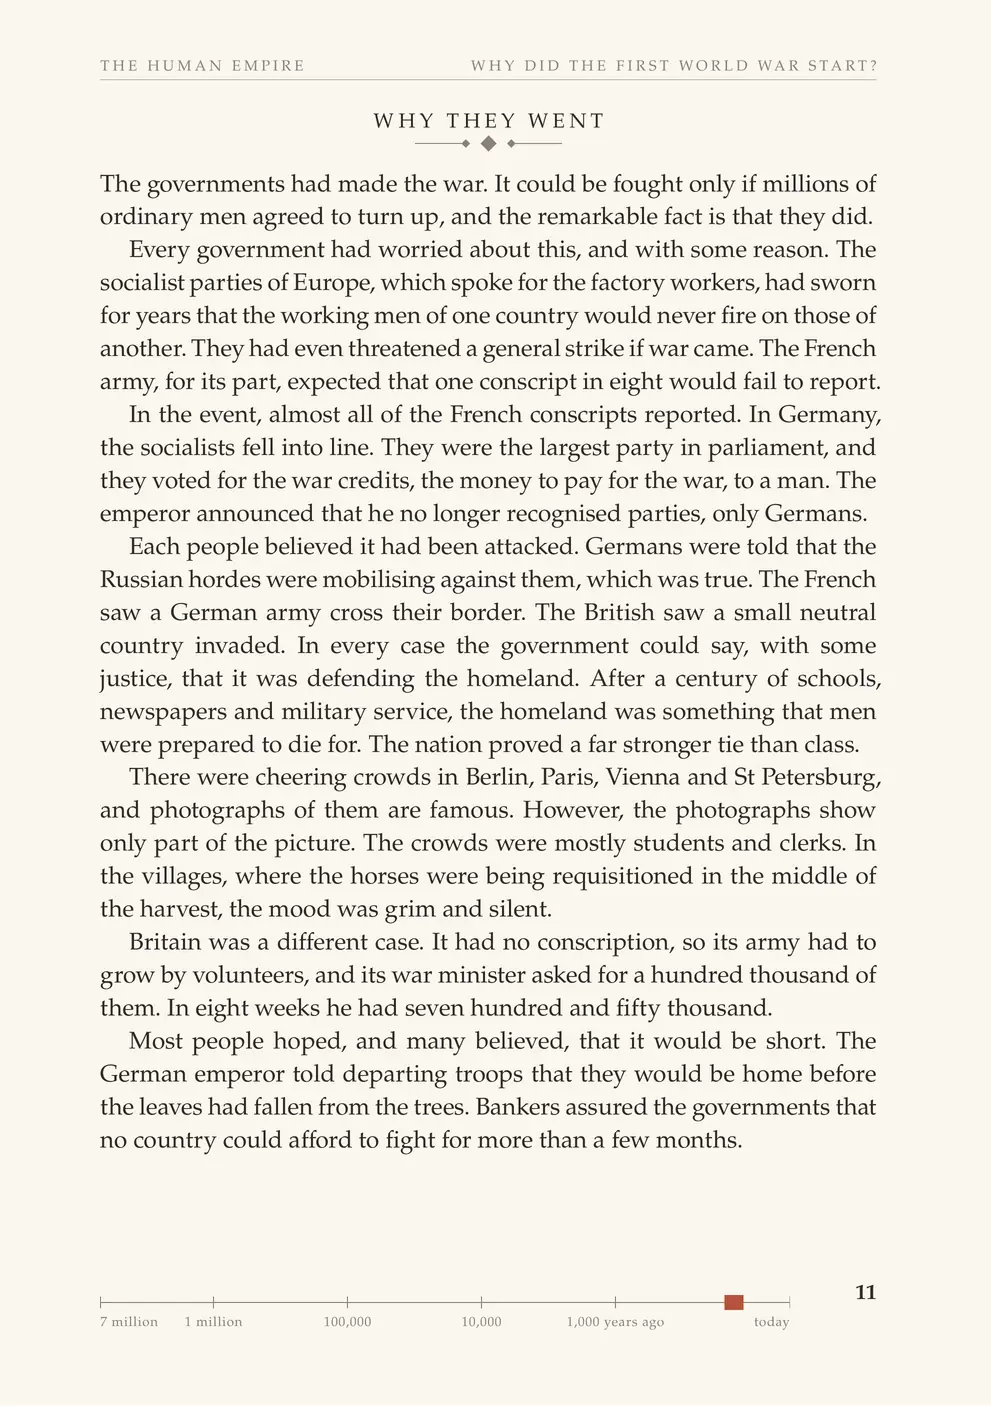 THE HUMAN EMPIRE
WHY DID THE FIRST WORLD WAR START?
WHY THEY WENT
The governments had made the war. It could be fought only if millions of
ordinary men agreed to turn up, and the remarkable fact is that they did.
Every government had worried about this, and with some reason. The
socialist parties of Europe, which spoke for the factory workers, had sworn
for years that the working men of one country would never fire on those of
another. They had even threatened a general strike if war came. The French
army, for its part, expected that one conscript in eight would fail to report.
In the event, almost all of the French conscripts reported. In Germany,
the socialists fell into line. They were the largest party in parliament, and
they voted for the war credits, the money to pay for the war, to a man. The
emperor announced that he no longer recognised parties, only Germans.
Each people believed it had been attacked. Germans were told that the
Russian hordes were mobilising against them, which was true. The French
saw a German army cross their border. The British saw a small neutral
country invaded. In every case the government could say, with some
justice, that it was defending the homeland. After a century of schools,
newspapers and military service, the homeland was something that men
were prepared to die for. The nation proved a far stronger tie than class.
There were cheering crowds in Berlin, Paris, Vienna and St Petersburg,
and photographs of them are famous. However, the photographs show
only part of the picture. The crowds were mostly students and clerks. In
the villages, where the horses were being requisitioned in the middle of
the harvest, the mood was grim and silent.
Britain was a different case. It had no conscription, so its army had to
grow by volunteers, and its war minister asked for a hundred thousand of
them. In eight weeks he had seven hundred and fifty thousand.
Most people hoped, and many believed, that it would be short. The
German emperor told departing troops that they would be home before
the leaves had fallen from the trees. Bankers assured the governments that
no country could afford to fight for more than a few months.
11
7 million 1 million 100,000 10,000 1,000 years ago today